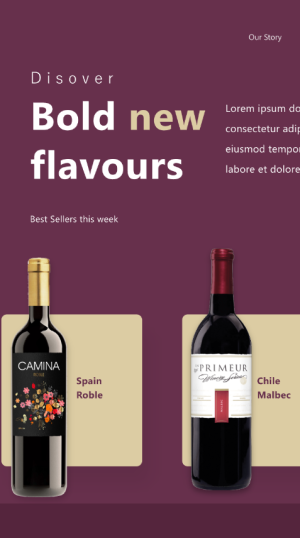 Our Story
Disover
Bold new
flavours
Lorem ipsum do
consectetur adip
eiusmod tempor
labore et dolore
Best Sellers this week
CAMINA
Spain
Roble
PRIMEUR
Chile
Malbec